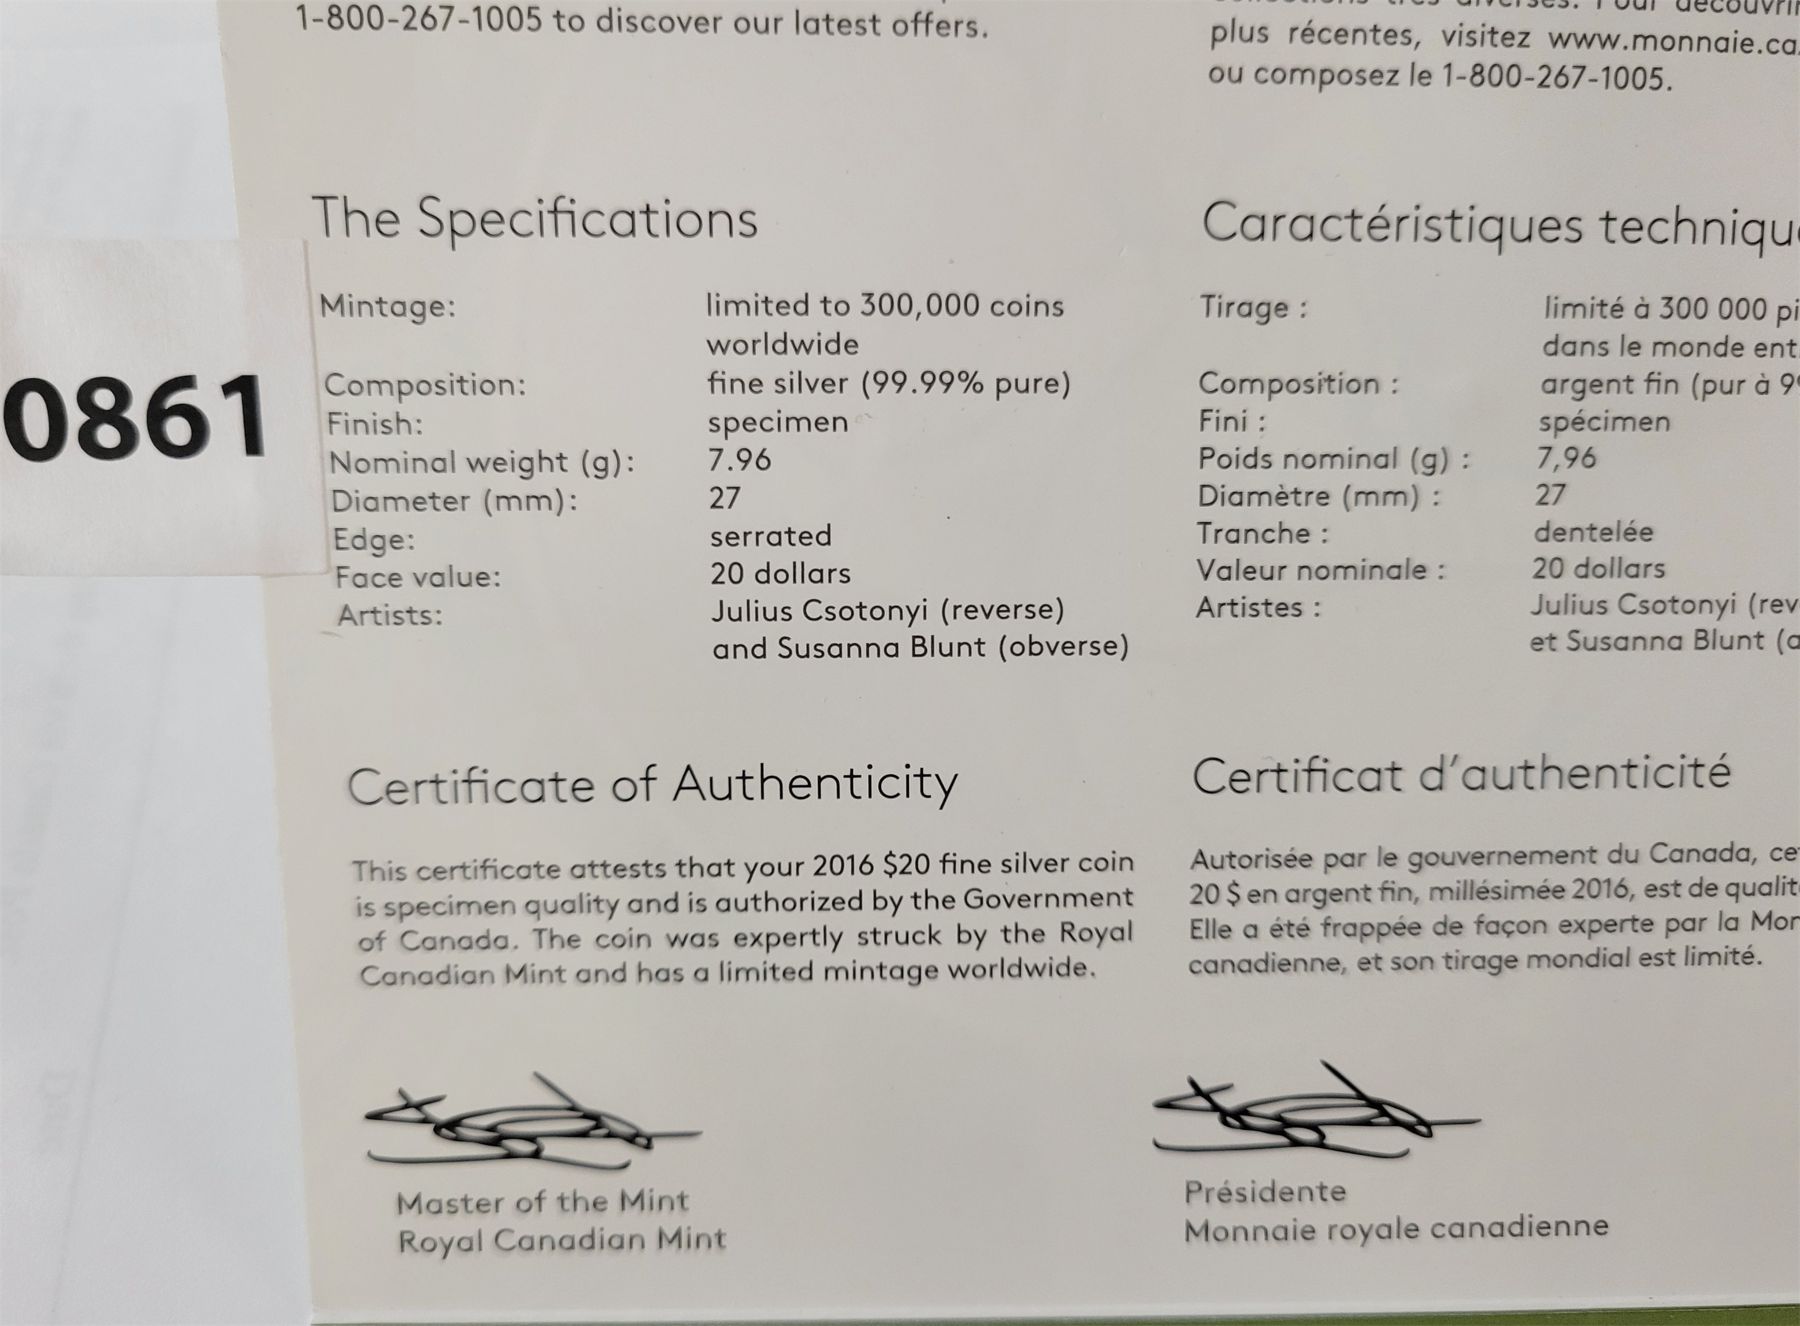 1-800-267-1005 to discover our latest offers.
plus récentes, visitez www.monnaie.ca
ou composez le 1-800-267-1005.
0861
The Specifications
Mintage: limited to 300,000 coins
worldwide
Composition: fine silver (99.99% pure)
Finish: specimen
Nominal weight (g): 7.96
Diameter (mm): 27
Edge: serrated
Face value: 20 dollars
Artists: Julius Csotonyi (reverse)
and Susanna Blunt (obverse)
Caractéristiques techniqu
Tirage : limité à 300 000 pi
dans le monde ent
Composition : argent fin (pur à 99
Fini : spécimen
Poids nominal (g) : 7,96
Diamètre (mm) : 27
Tranche : dentelée
Valeur nominale : 20 dollars
Artistes : Julius Csotonyi (rev
et Susanna Blunt (a
Certificate of Authenticity
This certificate attests that your 2016 $20 fine silver coin
is specimen quality and is authorized by the Government
of Canada. The coin was expertly struck by the Royal
Canadian Mint and has a limited mintage worldwide.
Master of the Mint
Royal Canadian Mint
Certificat d'authenticité
Autorisée par le gouvernement du Canada, ce
20 $ en argent fin, millésimée 2016, est de qualit
Elle a été frappée de façon experte par la Mon
canadienne, et son tirage mondial est limité.
Présidente
Monnaie royale canadienne